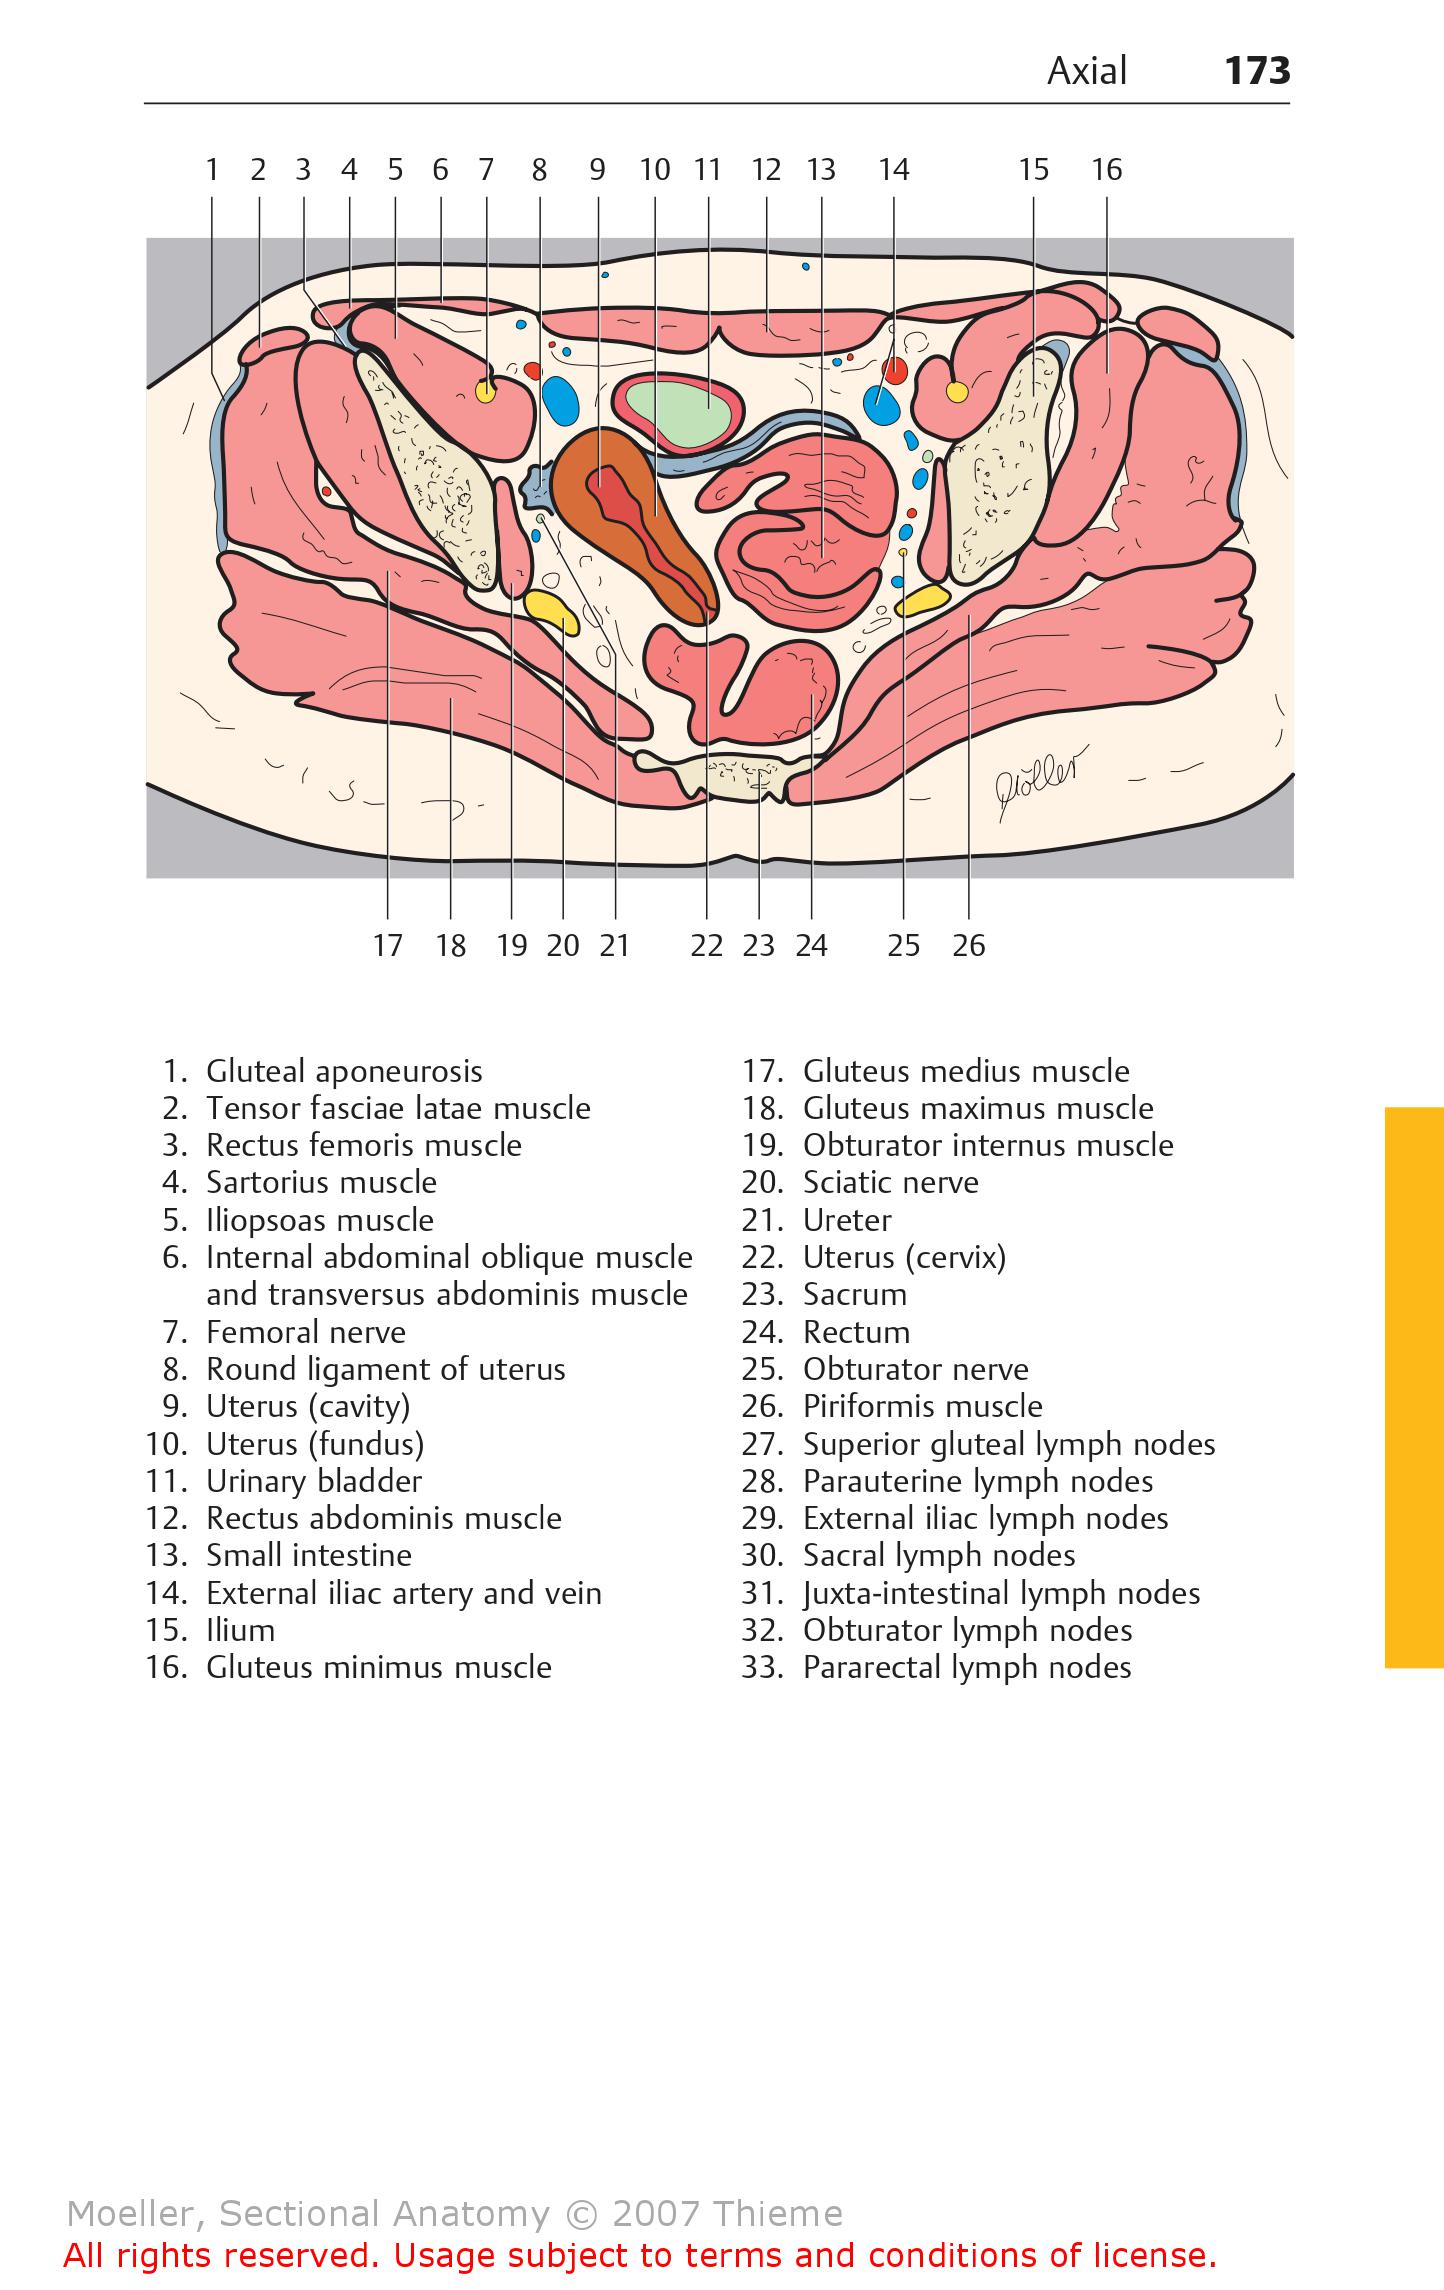 Axial 173
1 2 3 4 5 6 7 8 9 10 11 12 13 14 15 16
Möller
17 18 19 20 21 22 23 24 25 26
1. Gluteal aponeurosis
2. Tensor fasciae latae muscle
3. Rectus femoris muscle
4. Sartorius muscle
5. Iliopsoas muscle
6. Internal abdominal oblique muscle
and transversus abdominis muscle
7. Femoral nerve
8. Round ligament of uterus
9. Uterus (cavity)
10. Uterus (fundus)
11. Urinary bladder
12. Rectus abdominis muscle
13. Small intestine
14. External iliac artery and vein
15. Ilium
16. Gluteus minimus muscle
17. Gluteus medius muscle
18. Gluteus maximus muscle
19. Obturator internus muscle
20. Sciatic nerve
21. Ureter
22. Uterus (cervix)
23. Sacrum
24. Rectum
25. Obturator nerve
26. Piriformis muscle
27. Superior gluteal lymph nodes
28. Parauterine lymph nodes
29. External iliac lymph nodes
30. Sacral lymph nodes
31. Juxta-intestinal lymph nodes
32. Obturator lymph nodes
33. Pararectal lymph nodes
Moeller, Sectional Anatomy © 2007 Thieme
All rights reserved. Usage subject to terms and conditions of license.